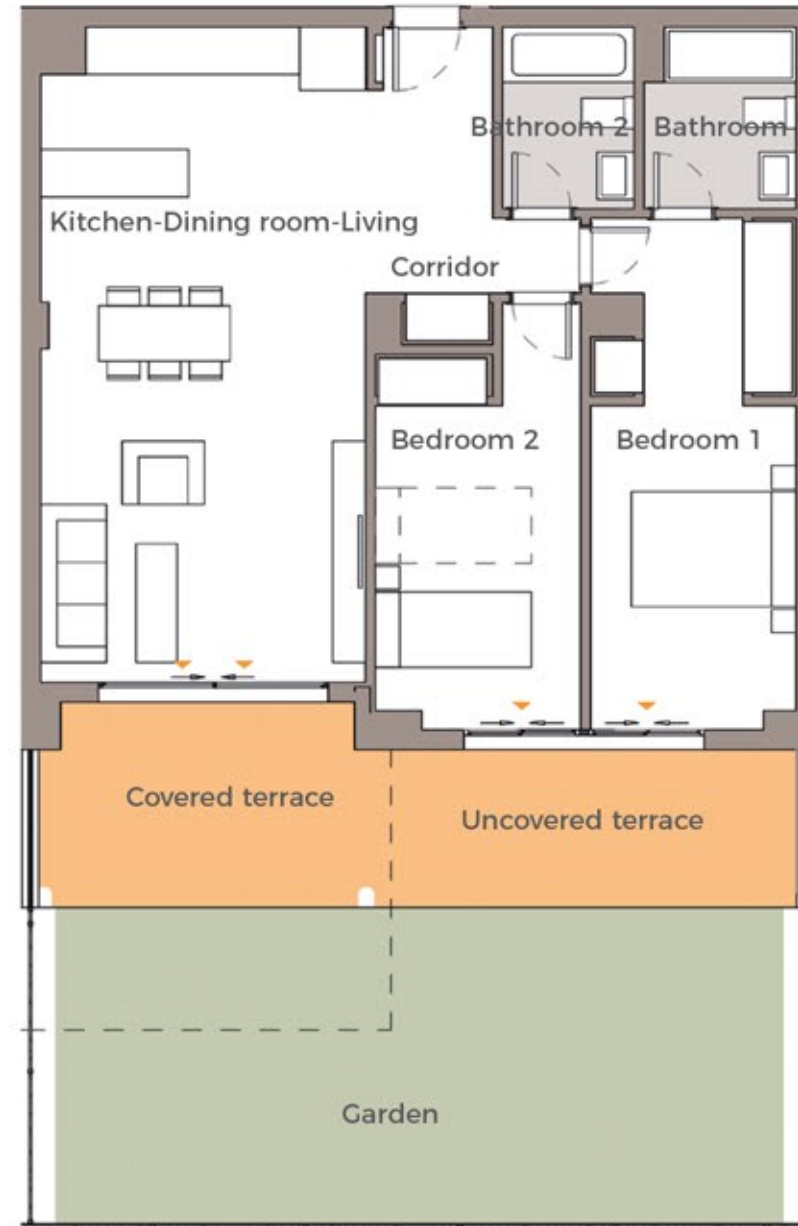 Bathroom 2
Bathroom
Kitchen-Dining room-Living
Corridor
Bedroom 2
Bedroom 1
Covered terrace
Uncovered terrace
Garden